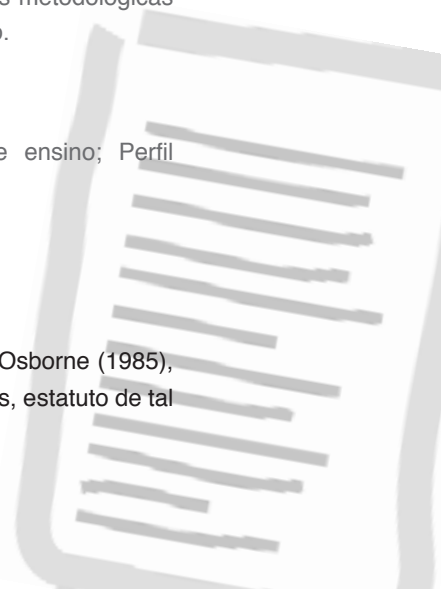 s metodológicas
o.
e ensino; Perfil
Osborne (1985),
s, estatuto de tal